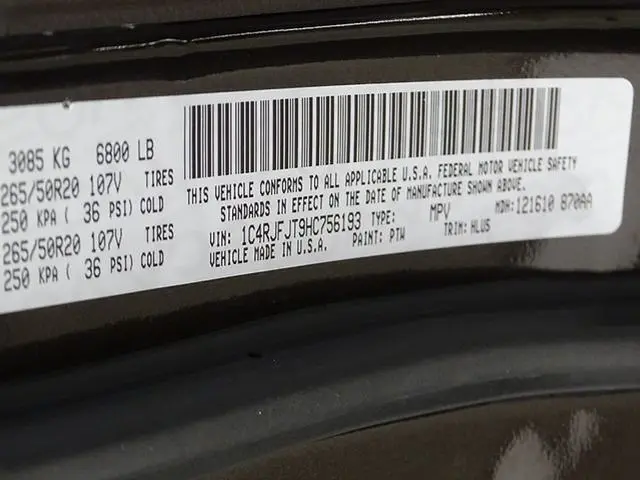 3085 KG 6800 LB
265/50R20 107V TIRES
250 KPA ( 36 PSI) COLD
265/50R20 107V TIRES
250 KPA ( 36 PSI) COLD
THIS VEHICLE CONFORMS TO ALL APPLICABLE U.S.A. FEDERAL MOTOR VEHICLE SAFETY
STANDARDS IN EFFECT ON THE DATE OF MANUFACTURE SHOWN ABOVE.
VIN: 1C4RJFJT9HC756193 TYPE: MPV MDH:121610 870AA
VEHICLE MADE IN U.S.A. PAINT: PTW TRIM: HLUS